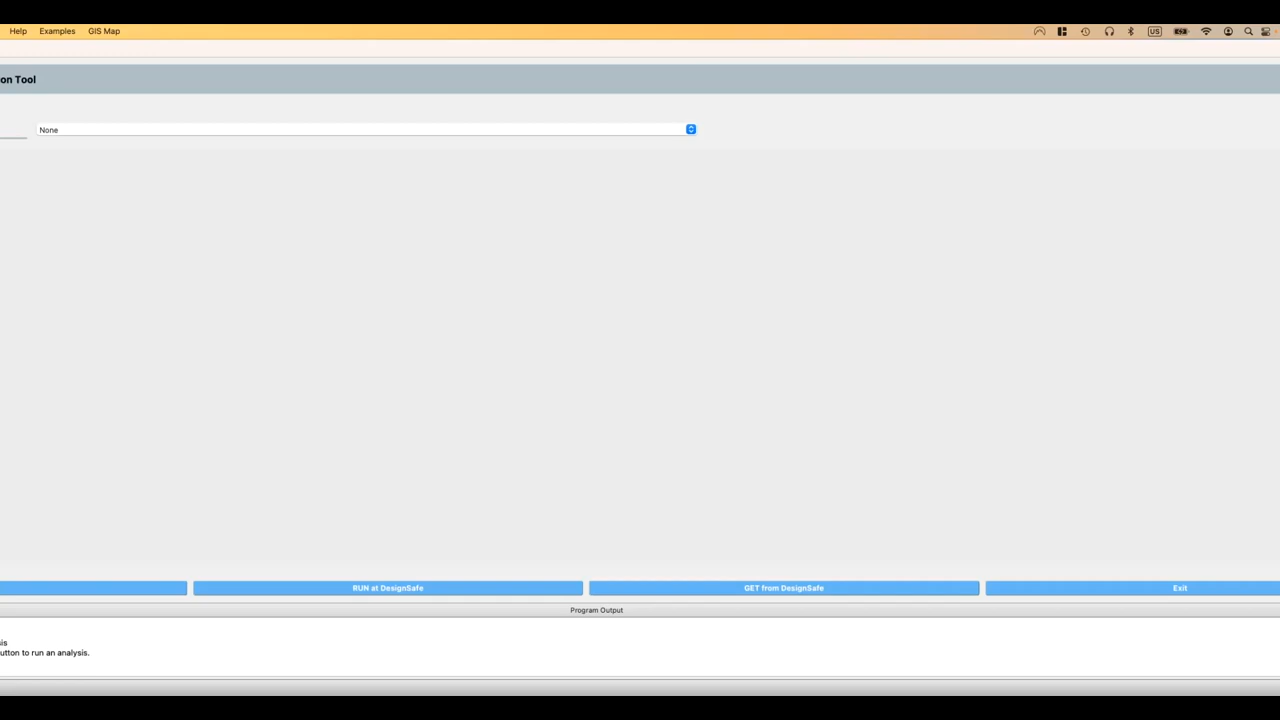 Help Examples GIS Map US
on Tool
None
RUN at DesignSafe GET from DesignSafe Exit
Program Output
sis
utton to run an analysis.